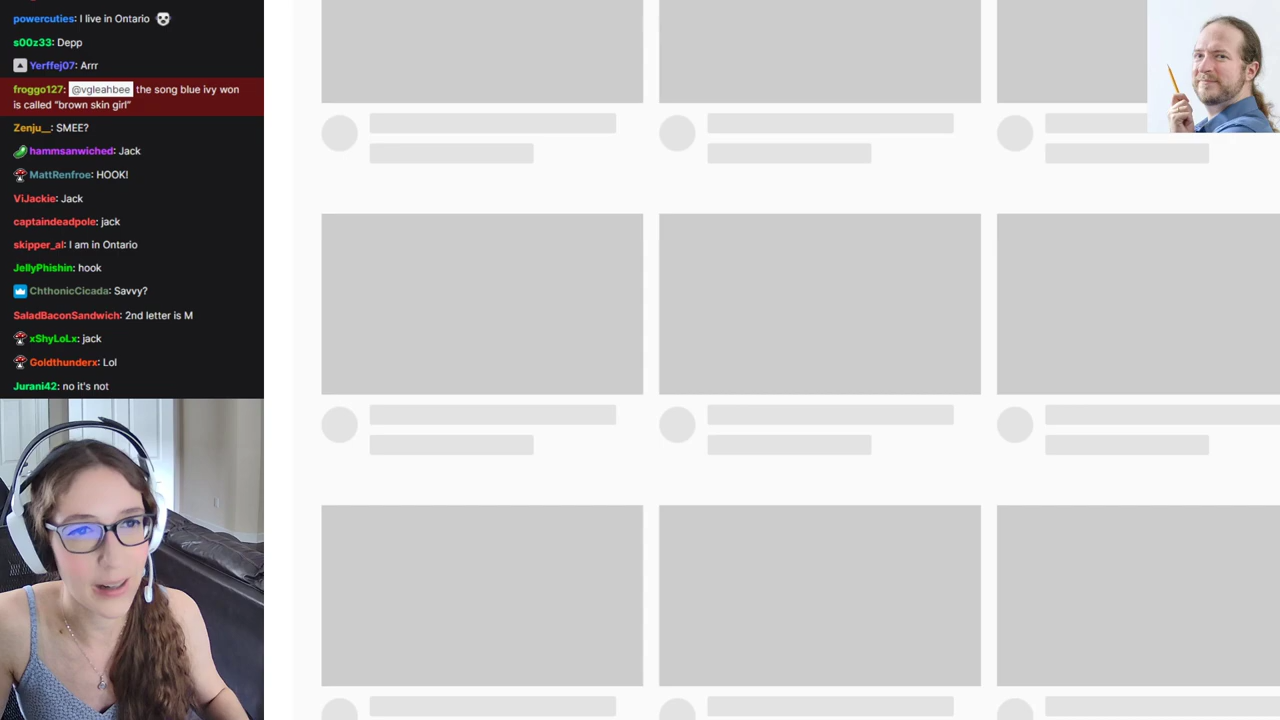 powercuties: I live in Ontario
s00z33: Depp
Yerffej07: Arrr
froggo127: @vgleahbee the song blue ivy won
is called "brown skin girl"
Zenju__: SMEE?
hammsanwiched: Jack
MattRenfroe: HOOK!
ViJackie: Jack
captaindeadpole: jack
skipper_al: I am in Ontario
JellyPhishin: hook
ChthonicCicada: Savvy?
SaladBaconSandwich: 2nd letter is M
xShyLoLx: jack
Goldthunderx: Lol
Jurani42: no it's not